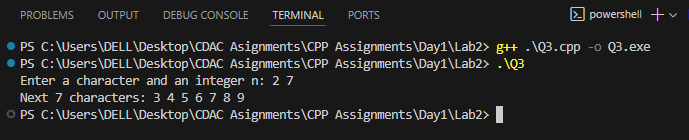 PROBLEMS OUTPUT DEBUG CONSOLE TERMINAL PORTS powershell
PS C:\Users\DELL\Desktop\CDAC Asignments\CPP Assignments\Day1\Lab2> g++ .\Q3.cpp -o Q3.exe
PS C:\Users\DELL\Desktop\CDAC Asignments\CPP Assignments\Day1\Lab2> .\Q3
Enter a character and an integer n: 2 7
Next 7 characters: 3 4 5 6 7 8 9
PS C:\Users\DELL\Desktop\CDAC Asignments\CPP Assignments\Day1\Lab2>